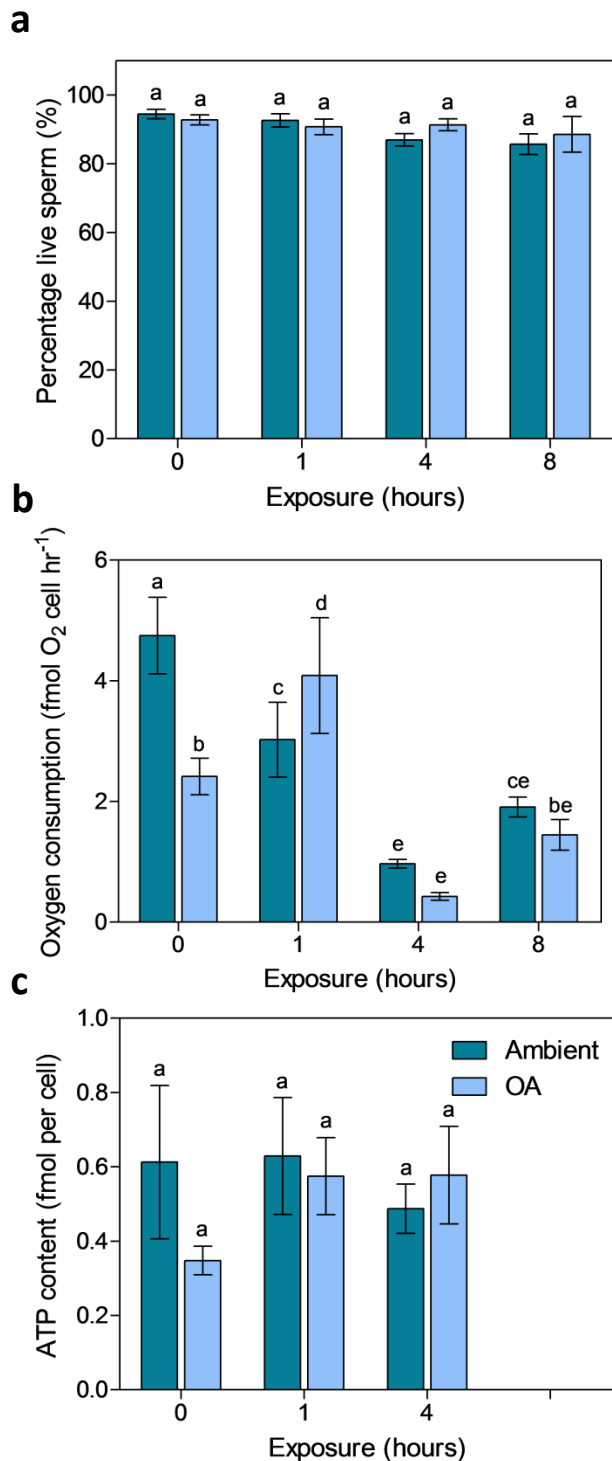 a
Percentage live sperm (%)
100
80
60
40
20
0
a a a a a a a a
0 1 4 8
Exposure (hours)
b
Oxygen consumption (fmol O₂ cell hr⁻¹)
6
4
2
0
a b c d e e ce be
0 1 4 8
Exposure (hours)
c
ATP content (fmol per cell)
1.0
0.8
0.6
0.4
0.2
0.0
Ambient
OA
a a a a a a
0 1 4
Exposure (hours)